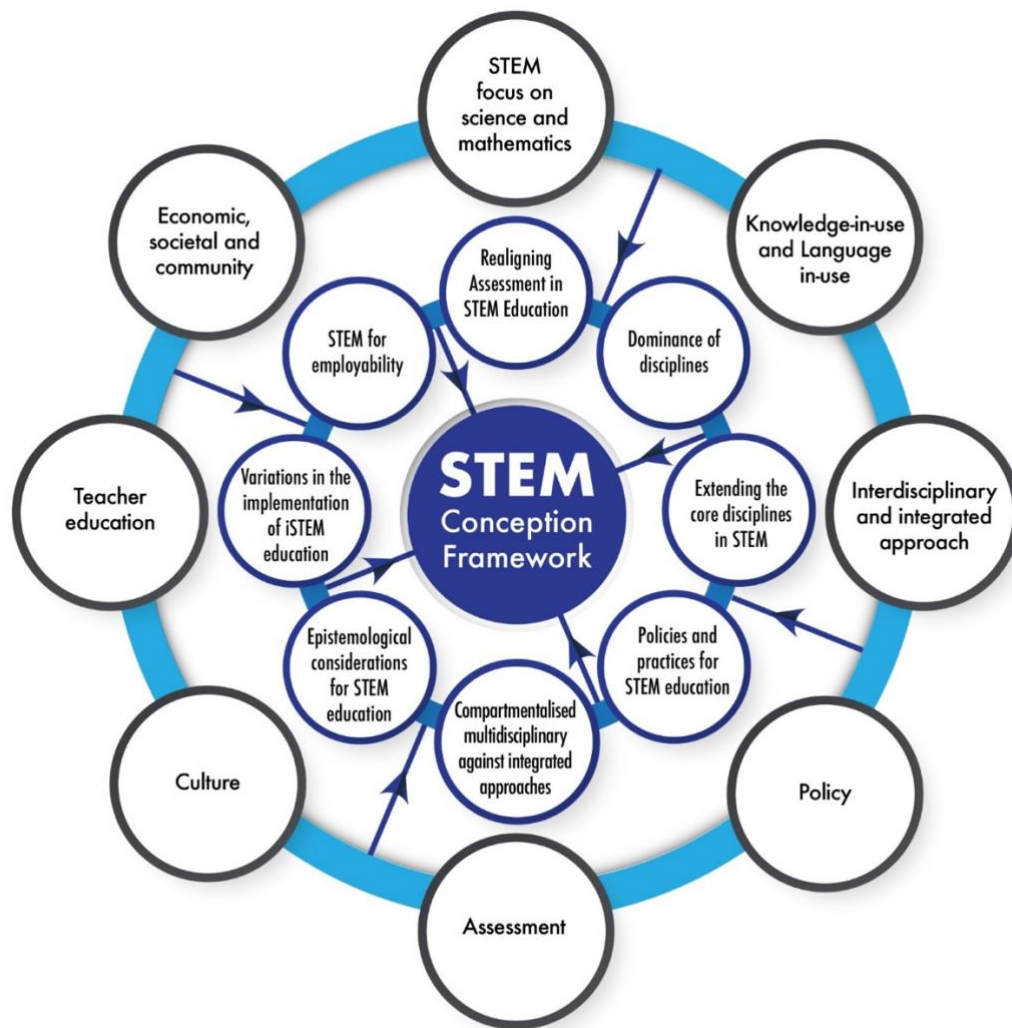 STEM
focus on
science and
mathematics
Knowledge-in-use
and Language
in-use
Interdisciplinary
and integrated
approach
Policy
Assessment
Culture
Teacher
education
Economic,
societal and
community
Realigning
Assessment in
STEM Education
Dominance of
disciplines
Extending the
core disciplines
in STEM
Policies and
practices for
STEM education
Compartmentalised
multidisciplinary
against integrated
approaches
Epistemological
considerations
for STEM
education
Variations in the
implementation
of iSTEM
education
STEM for
employability
STEM
Conception
Framework